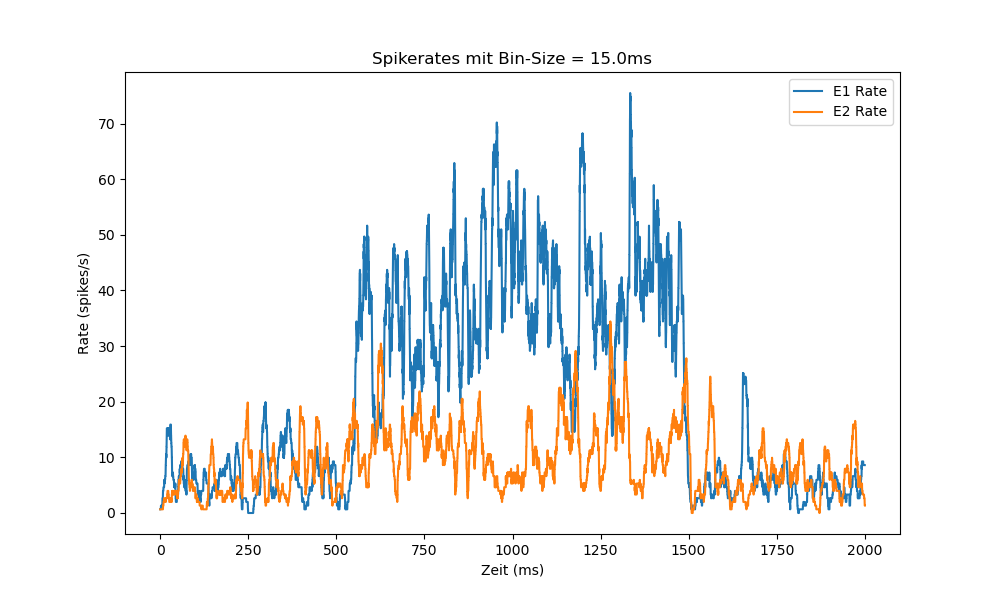 Spikerates mit Bin-Size = 15.0ms
E1 Rate
E2 Rate
Rate (spikes/s)
70
60
50
40
30
20
10
0
0 250 500 750 1000 1250 1500 1750 2000
Zeit (ms)